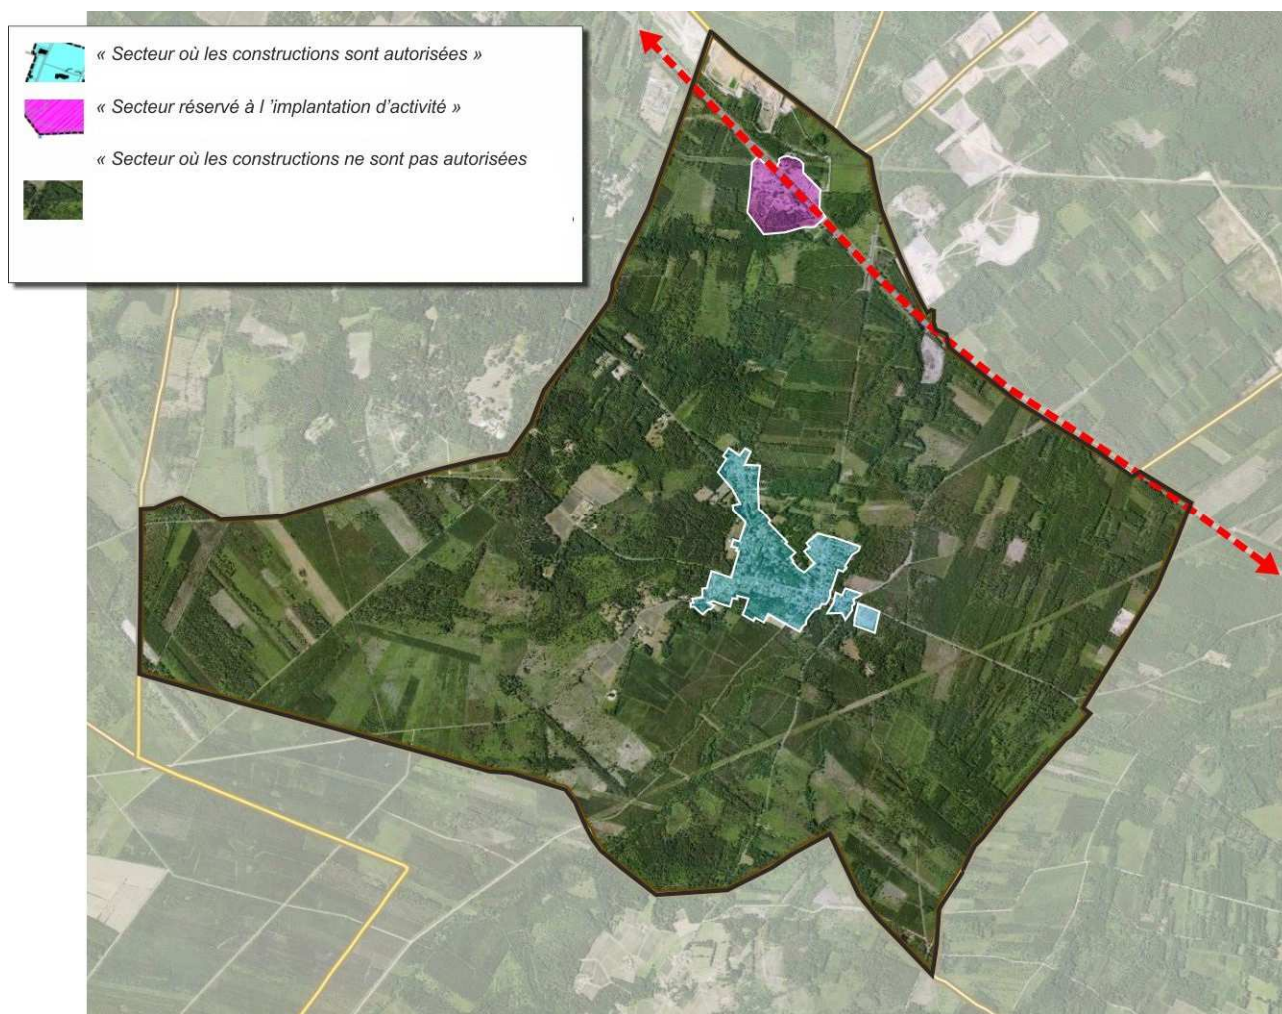 « Secteur où les constructions sont autorisées »
« Secteur réservé à l ’implantation d’activité »
« Secteur où les constructions ne sont pas autorisées